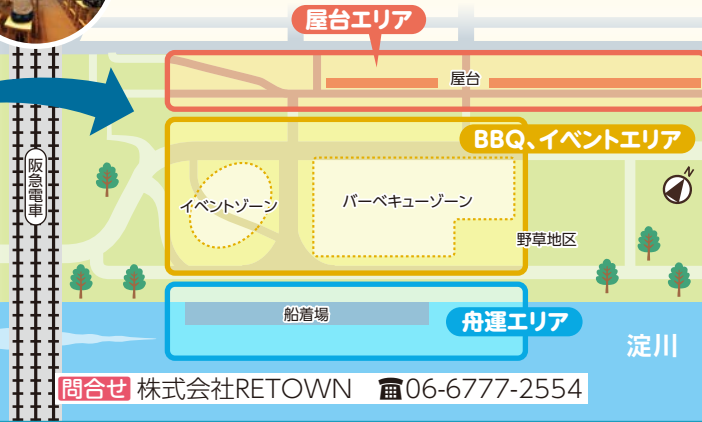 屋台エリア
屋台
BBQ、イベントエリア
阪急電車
N
イベントゾーン
バーベキューゾーン
野草地区
船着場
舟運エリア
淀川
問合せ 株式会社RETOWN ☎06-6777-2554